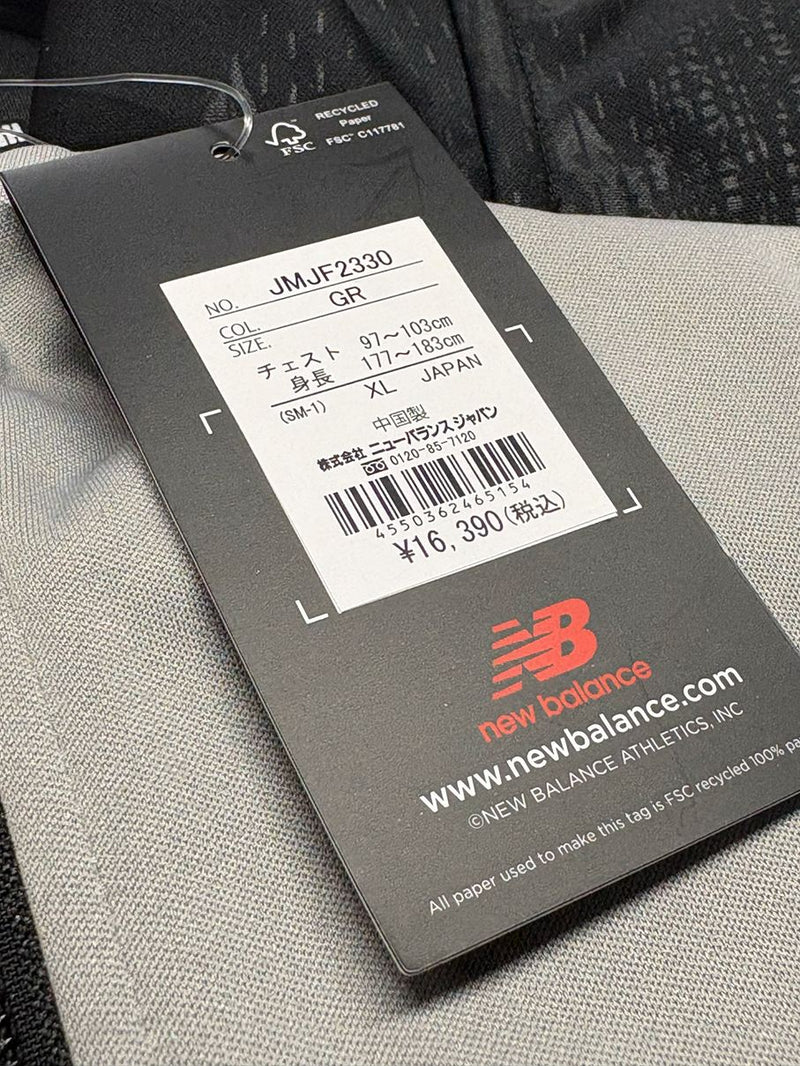 RECYCLED
Paper
FSC™ C117781
FSC
NO. JMJF2330
COL. GR
SIZE.
チェスト 97～103cm
身長 177～183cm
(SM-1) XL JAPAN
中国製
株式会社 ニューバランスジャパン
0120-85-7120
4550362465154
¥16,390(税込)
NB
new balance
www.newbalance.com
©NEW BALANCE ATHLETICS, INC
All paper used to make this tag is FSC recycled 100%